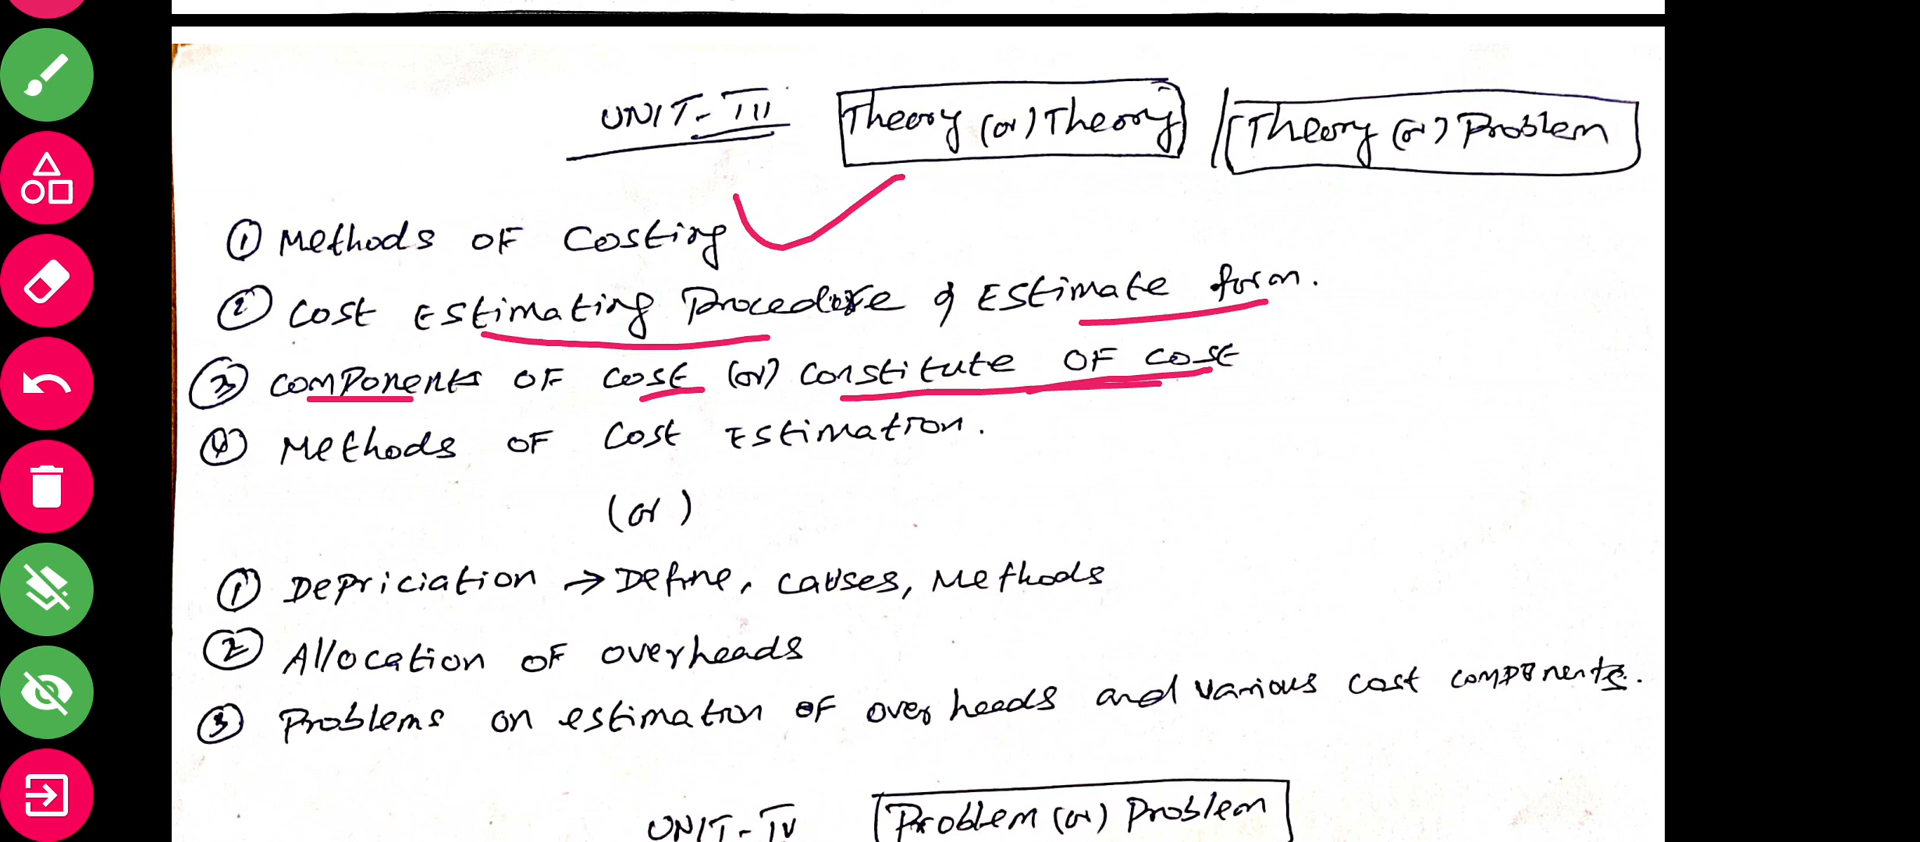 UNIT-III Theory (or) Theory / Theory (or) Problem
① Methods OF Costing
② Cost Estimating Procedure & Estimate form.
③ Components OF Cost (or) Constitute OF Cost
④ Methods OF Cost Estimation.
(or)
① Depriciation → Define, Causes, Methods
② Allocation OF overheads
③ Problems on estimation OF over heads and various cost components.
UNIT-IV Problem (or) Problem